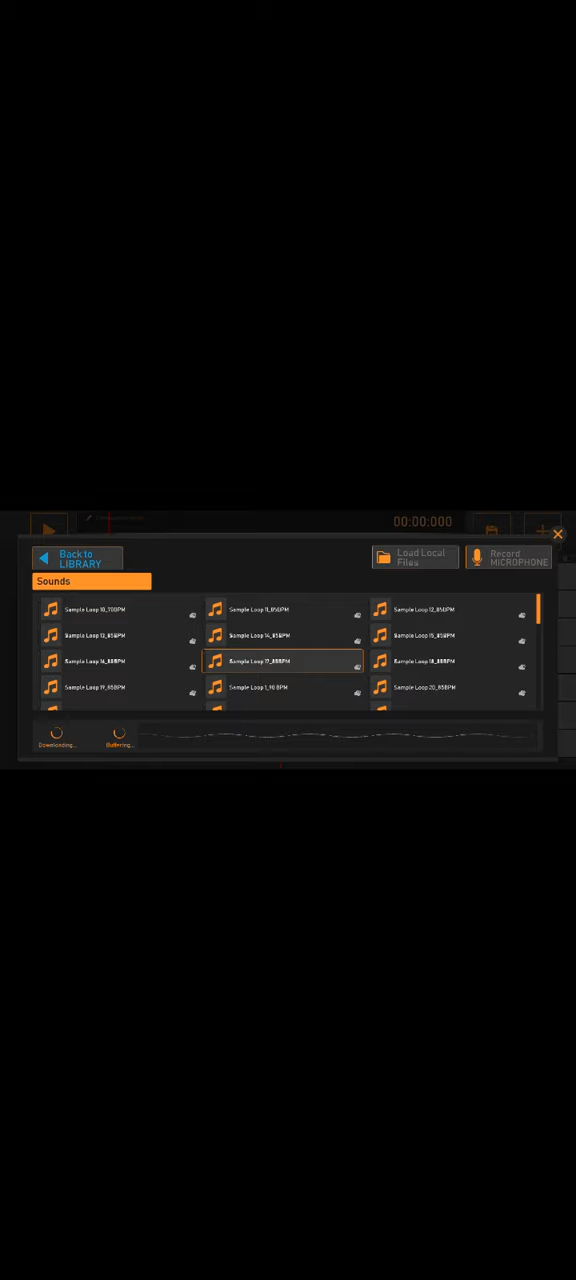 00:00:000
Back to
LIBRARY
Load Local
Files
Record
MICROPHONE
Sounds
Sample Loop 10_70BPM
Sample Loop 11_85BPM
Sample Loop 12_85BPM
Sample Loop 13_85BPM
Sample Loop 14_85BPM
Sample Loop 15_85BPM
Sample Loop 16_88BPM
Sample Loop 17_88BPM
Sample Loop 18_88BPM
Sample Loop 19_85BPM
Sample Loop 1_90 BPM
Sample Loop 20_85BPM
Downloading...
Buffering...